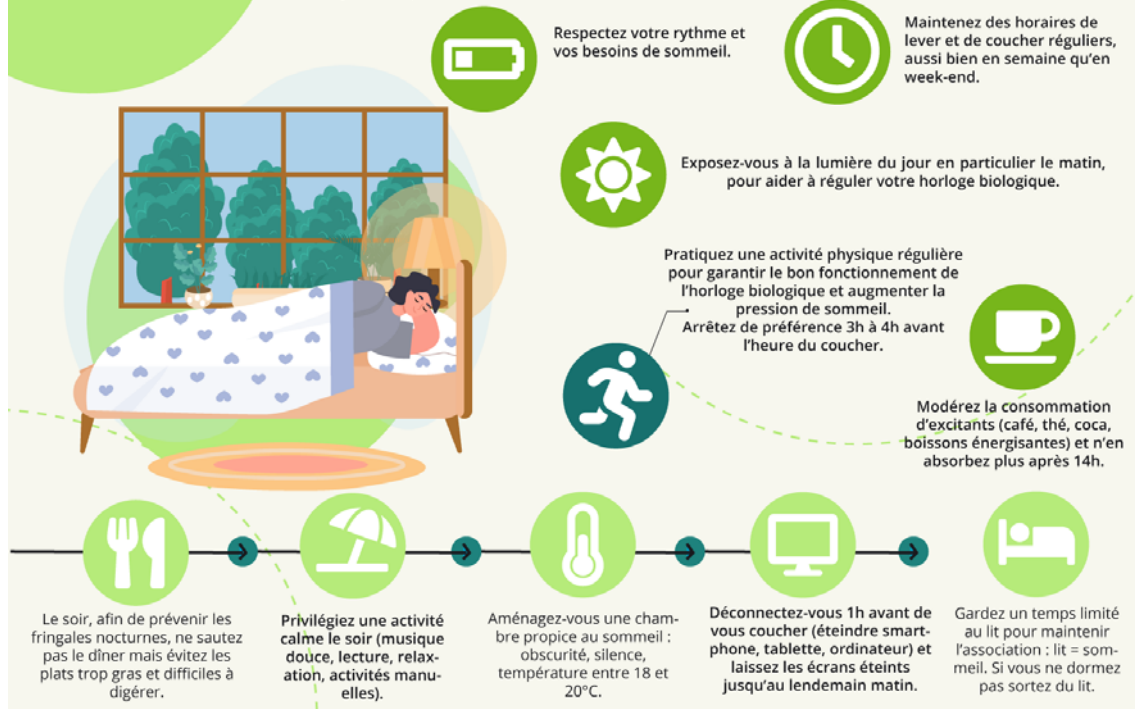 Respectez votre rythme et
vos besoins de sommeil.
Maintenez des horaires de
lever et de coucher réguliers,
aussi bien en semaine qu'en
week-end.
Exposez-vous à la lumière du jour en particulier le matin,
pour aider à réguler votre horloge biologique.
Pratiquez une activité physique régulière
pour garantir le bon fonctionnement de
l'horloge biologique et augmenter la
pression de sommeil.
Arrêtez de préférence 3h à 4h avant
l'heure du coucher.
Modérez la consommation
d'excitants (café, thé, coca,
boissons énergisantes) et n'en
absorbez plus après 14h.
Le soir, afin de prévenir les
fringales nocturnes, ne sautez
pas le dîner mais évitez les
plats trop gras et difficiles à
digérer.
Privilégiez une activité
calme le soir (musique
douce, lecture, relax-
ation, activités manu-
elles).
Aménagez-vous une cham-
bre propice au sommeil :
obscurité, silence,
température entre 18 et
20°C.
Déconnectez-vous 1h avant de
vous coucher (éteindre smart-
phone, tablette, ordinateur) et
laissez les écrans éteints
jusqu'au lendemain matin.
Gardez un temps limité
au lit pour maintenir
l'association : lit = som-
meil. Si vous ne dormez
pas sortez du lit.